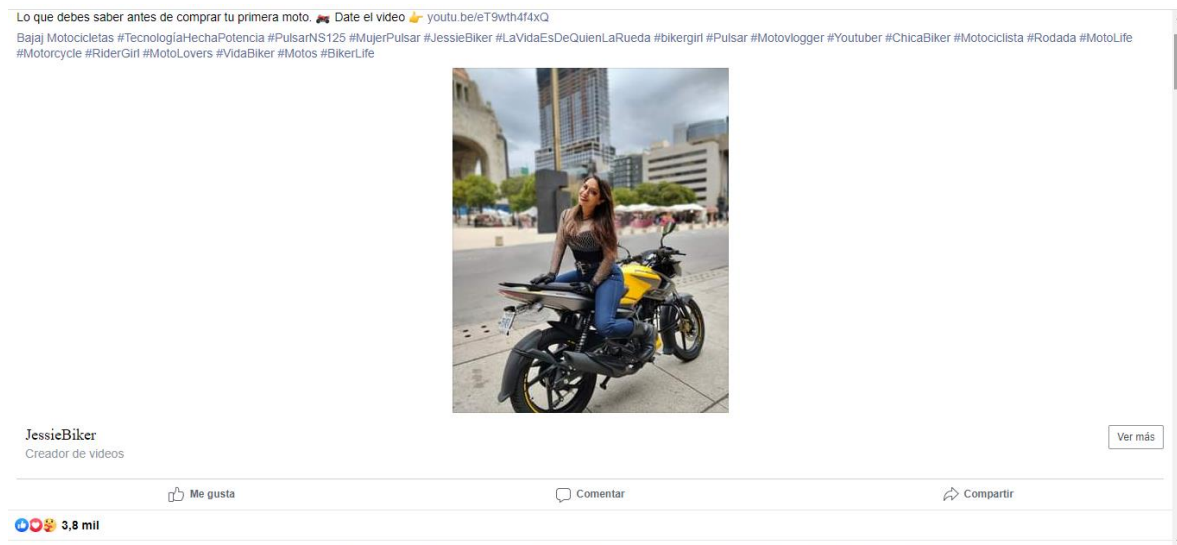 Lo que debes saber antes de comprar tu primera moto. 🏍️ Date el video 👉 youtu.be/eT9wth4f4xQ
Bajaj Motocicletas #TecnologíaHechaPotencia #PulsarNS125 #MujerPulsar #JessieBiker #LaVidaEsDeQuienLaRueda #bikergirl #Pulsar #Motovlogger #Youtuber #ChicaBiker #Motociclista #Rodada #MotoLife
#Motorcycle #RiderGirl #MotoLovers #VidaBiker #Motos #BikerLife
JessieBiker
Ver más
Creador de videos
Me gusta
Comentar
Compartir
3,8 mil